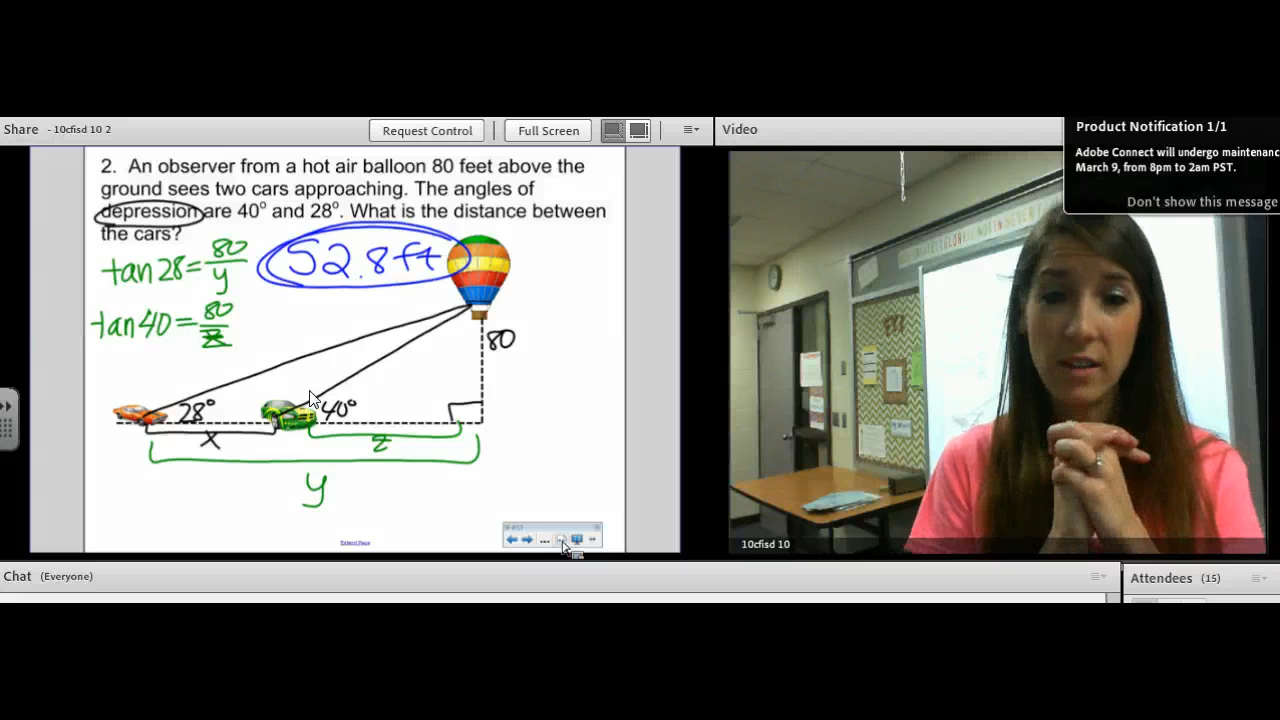 Share - 10cfisd 10 2
Request Control
Full Screen
Video
Product Notification 1/1
Adobe Connect will undergo maintenanc
March 9, from 8pm to 2am PST.
Don't show this message
2. An observer from a hot air balloon 80 feet above the
ground sees two cars approaching. The angles of
depression are 40° and 28°. What is the distance between
the cars?
tan 28 = 80/y
52.8 ft
tan 40 = 80/z
80
28°
40°
x
z
y
Extend Page
10cfisd 10
Chat (Everyone)
Attendees (15)